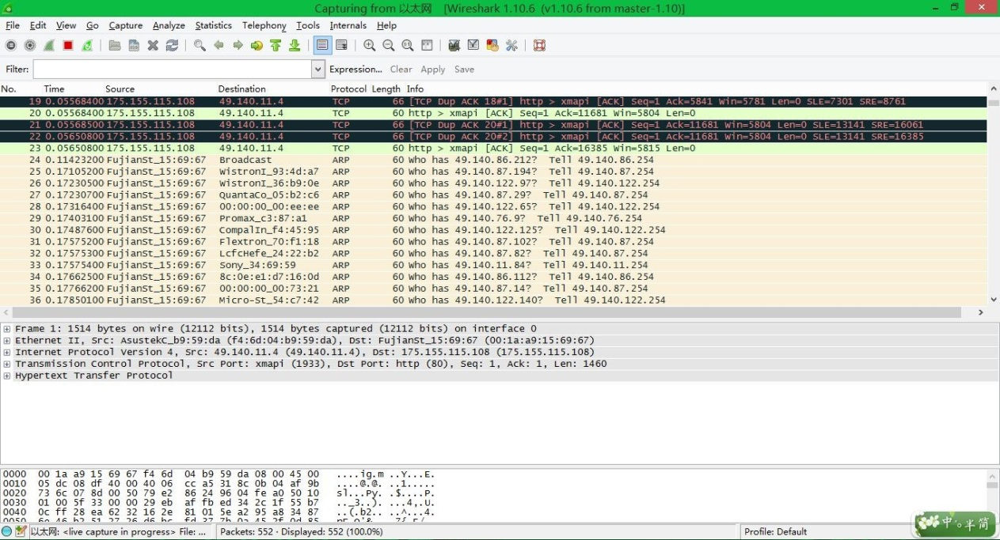 Capturing from 以太网 [Wireshark 1.10.6 (v1.10.6 from master-1.10)]
File Edit View Go Capture Analyze Statistics Telephony Tools Internals Help
Filter: Expression... Clear Apply Save
No. Time Source Destination Protocol Length Info
19 0.05568400 175.155.115.108 49.140.11.4 TCP 66 [TCP Dup ACK 18#1] http > xmapi [ACK] Seq=1 Ack=5841 Win=5781 Len=0 SLE=7301 SRE=8761
20 0.05568400 175.155.115.108 49.140.11.4 TCP 60 http > xmapi [ACK] Seq=1 Ack=11681 Win=5804 Len=0
21 0.05568500 175.155.115.108 49.140.11.4 TCP 66 [TCP Dup ACK 20#1] http > xmapi [ACK] Seq=1 Ack=11681 Win=5804 Len=0 SLE=13141 SRE=16061
22 0.05650800 175.155.115.108 49.140.11.4 TCP 66 [TCP Dup ACK 20#2] http > xmapi [ACK] Seq=1 Ack=11681 Win=5804 Len=0 SLE=13141 SRE=16385
23 0.05650800 175.155.115.108 49.140.11.4 TCP 60 http > xmapi [ACK] Seq=1 Ack=16385 Win=5815 Len=0
24 0.11423200 FujianSt_15:69:67 Broadcast ARP 60 Who has 49.140.86.212? Tell 49.140.86.254
25 0.17105200 FujianSt_15:69:67 WistronI_93:4d:a7 ARP 60 Who has 49.140.87.194? Tell 49.140.87.254
26 0.17230500 FujianSt_15:69:67 WistronI_36:b9:0e ARP 60 Who has 49.140.122.97? Tell 49.140.122.254
27 0.17230700 FujianSt_15:69:67 QuantaCo_05:b2:c6 ARP 60 Who has 49.140.87.29? Tell 49.140.87.254
28 0.17316400 FujianSt_15:69:67 00:00:00_00:ee:ee ARP 60 Who has 49.140.122.65? Tell 49.140.122.254
29 0.17403100 FujianSt_15:69:67 Promax_c3:87:a1 ARP 60 Who has 49.140.76.9? Tell 49.140.76.254
30 0.17487600 FujianSt_15:69:67 CompalIn_f4:45:95 ARP 60 Who has 49.140.122.125? Tell 49.140.122.254
31 0.17575200 FujianSt_15:69:67 Flextron_70:f1:18 ARP 60 Who has 49.140.87.102? Tell 49.140.87.254
32 0.17575300 FujianSt_15:69:67 LcfcHefe_24:22:b2 ARP 60 Who has 49.140.87.82? Tell 49.140.87.254
33 0.17575400 FujianSt_15:69:67 Sony_34:69:59 ARP 60 Who has 49.140.11.84? Tell 49.140.11.254
34 0.17662500 FujianSt_15:69:67 8c:0e:e1:d7:16:0d ARP 60 Who has 49.140.86.112? Tell 49.140.86.254
35 0.17766200 FujianSt_15:69:67 00:00:00_00:73:21 ARP 60 Who has 49.140.87.14? Tell 49.140.87.254
36 0.17850100 FujianSt_15:69:67 Micro-St_54:c7:42 ARP 60 Who has 49.140.122.140? Tell 49.140.122.254
Frame 1: 1514 bytes on wire (12112 bits), 1514 bytes captured (12112 bits) on interface 0
Ethernet II, Src: AsustekC_b9:59:da (f4:6d:04:b9:59:da), Dst: FujianSt_15:69:67 (00:1a:a9:15:69:67)
Internet Protocol Version 4, Src: 49.140.11.4 (49.140.11.4), Dst: 175.155.115.108 (175.155.115.108)
Transmission Control Protocol, Src Port: xmapi (1933), Dst Port: http (80), Seq: 1, Ack: 1, Len: 1460
Hypertext Transfer Protocol
0000 00 1a a9 15 69 67 f4 6d 04 b9 59 da 08 00 45 00 ....ig.m ..Y...E.
0010 05 dc 08 df 40 00 40 06 cc a5 31 8c 0b 04 af 9b ....@.@. ..1.....
0020 73 6c 07 8d 00 50 79 e2 86 24 96 04 fe a0 50 10 sl...Py. .$....P.
0030 01 00 5f 33 00 00 29 eb af fb ed 34 2c 1f 55 b7 .._3..). ...4,.U.
0040 0c ff 28 ea 62 32 16 2e 81 01 5e a2 95 a8 34 87 ..(.b2.. ..^...4.
以太网: <live capture in progress> File: ... Packets: 552 · Displayed: 552 (100.0%) Profile: Default
中 半 简